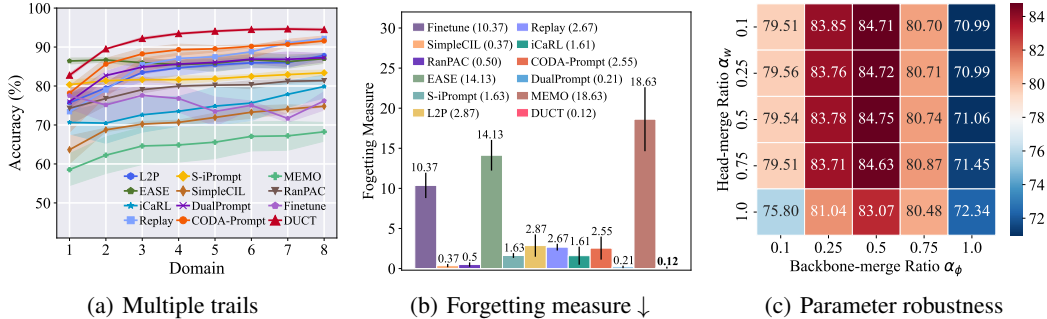 Accuracy (%)
100
90
80
70
60
50
L2P
EASE
iCaRL
Replay
S-iPrompt
SimpleCIL
DualPrompt
CODA-Prompt
MEMO
RanPAC
Finetune
DUCT
1 2 3 4 5 6 7 8
Domain
(a) Multiple trails
Fogetting Measure
30
25
20
15
10
5
0
Finetune (10.37)
SimpleCIL (0.37)
RanPAC (0.50)
EASE (14.13)
S-iPrompt (1.63)
L2P (2.87)
Replay (2.67)
iCaRL (1.61)
CODA-Prompt (2.55)
DualPrompt (0.21)
MEMO (18.63)
DUCT (0.12)
10.37 0.37 0.5 14.13 1.63 2.87 2.67 1.61 2.55 0.21 18.63 0.12
(b) Forgetting measure ↓
Head-merge Ratio α_w
0.1 79.51 83.85 84.71 80.70 70.99
0.25 79.56 83.76 84.72 80.71 70.99
0.5 79.54 83.78 84.75 80.74 71.06
0.75 79.51 83.71 84.63 80.87 71.45
1.0 75.80 81.04 83.07 80.48 72.34
0.1 0.25 0.5 0.75 1.0
Backbone-merge Ratio α_ϕ
84
82
80
78
76
74
72
(c) Parameter robustness